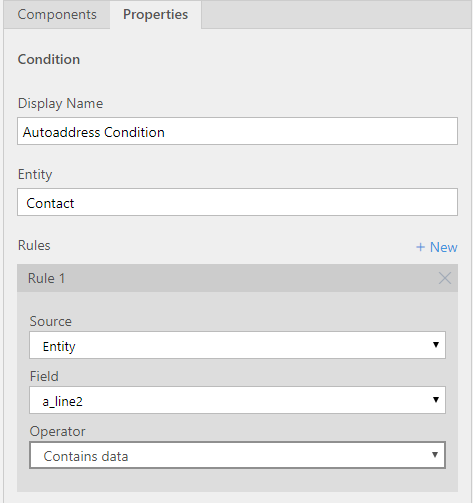 Components Properties
Condition
Display Name
Autoaddress Condition
Entity
Contact
Rules + New
Rule 1
Source
Entity
Field
a_line2
Operator
Contains data